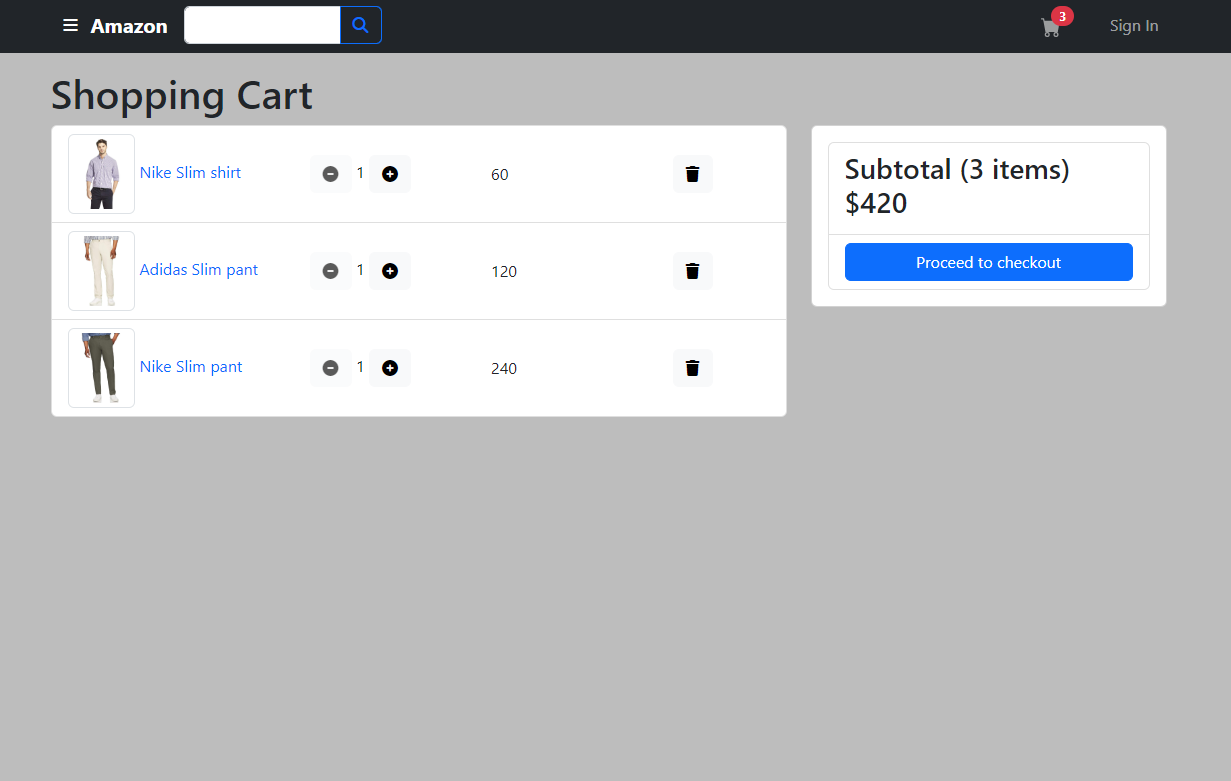 Amazon
3
Sign In
Shopping Cart
Nike Slim shirt 1 60
Adidas Slim pant 1 120
Nike Slim pant 1 240
Subtotal (3 items)
$420
Proceed to checkout